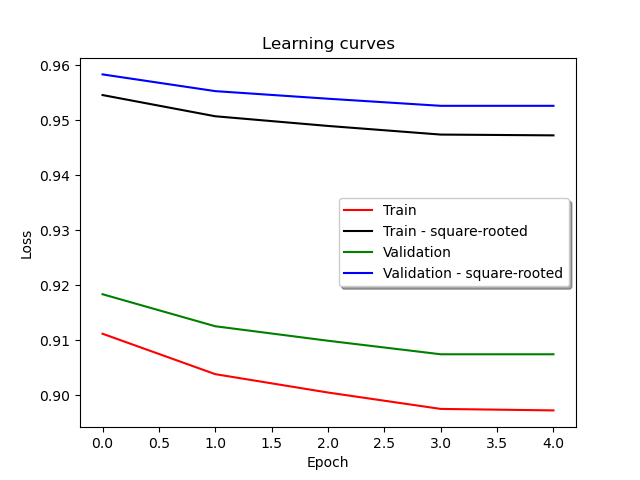 Learning curves
0.96
0.95
0.94
0.93
0.92
0.91
0.90
Loss
Train
Train - square-rooted
Validation
Validation - square-rooted
0.0 0.5 1.0 1.5 2.0 2.5 3.0 3.5 4.0
Epoch